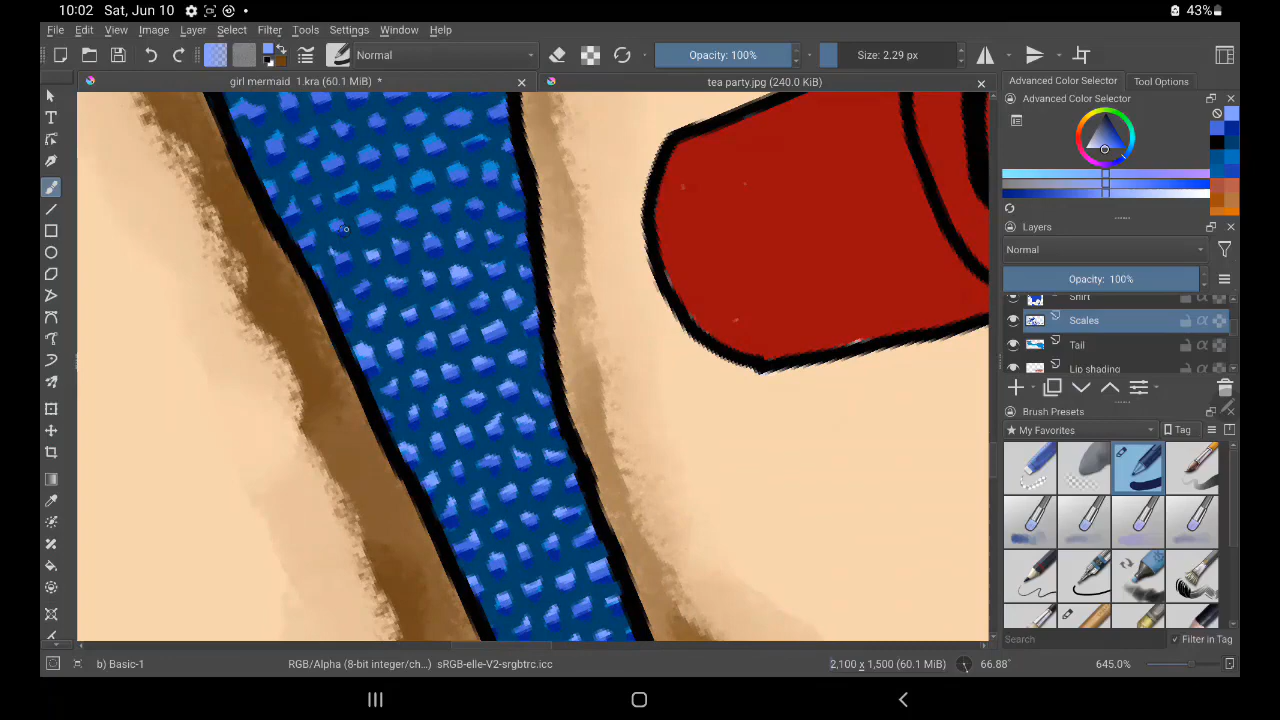 10:02 Sat, Jun 10
43%
File Edit View Image Layer Select Filter Tools Settings Window Help
Normal
Opacity: 100%
Size: 2.29 px
girl mermaid 1.kra (60.1 MiB) *
tea party.jpg (240.0 KiB)
Advanced Color Selector
Tool Options
Advanced Color Selector
Layers
Normal
Opacity: 100%
Shirt
Scales
Tail
Lip shading
Brush Presets
My Favorites
Tag
Search
Filter in Tag
b) Basic-1
RGB/Alpha (8-bit integer/ch...) sRGB-elle-V2-srgbtrc.icc
2,100 x 1,500 (60.1 MiB)
66.88°
645.0%